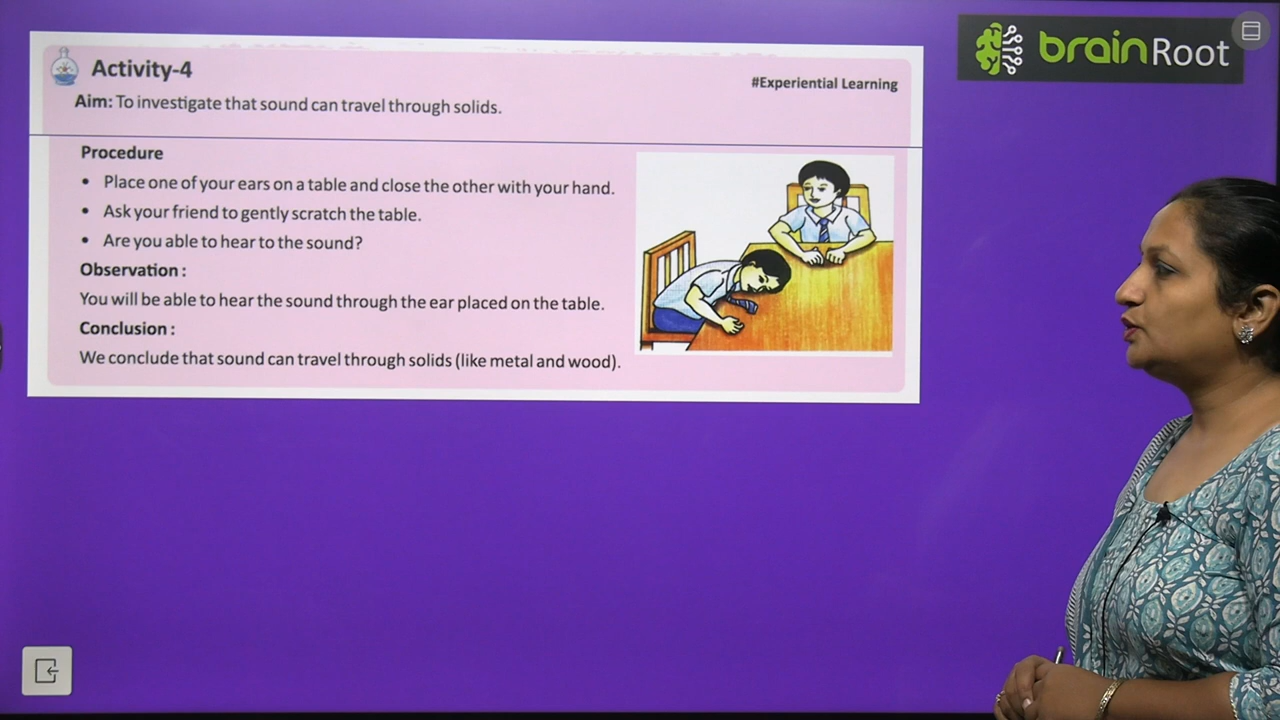 brainRoot
Activity-4
#Experiential Learning
Aim: To investigate that sound can travel through solids.
Procedure
• Place one of your ears on a table and close the other with your hand.
• Ask your friend to gently scratch the table.
• Are you able to hear to the sound?
Observation :
You will be able to hear the sound through the ear placed on the table.
Conclusion :
We conclude that sound can travel through solids (like metal and wood).